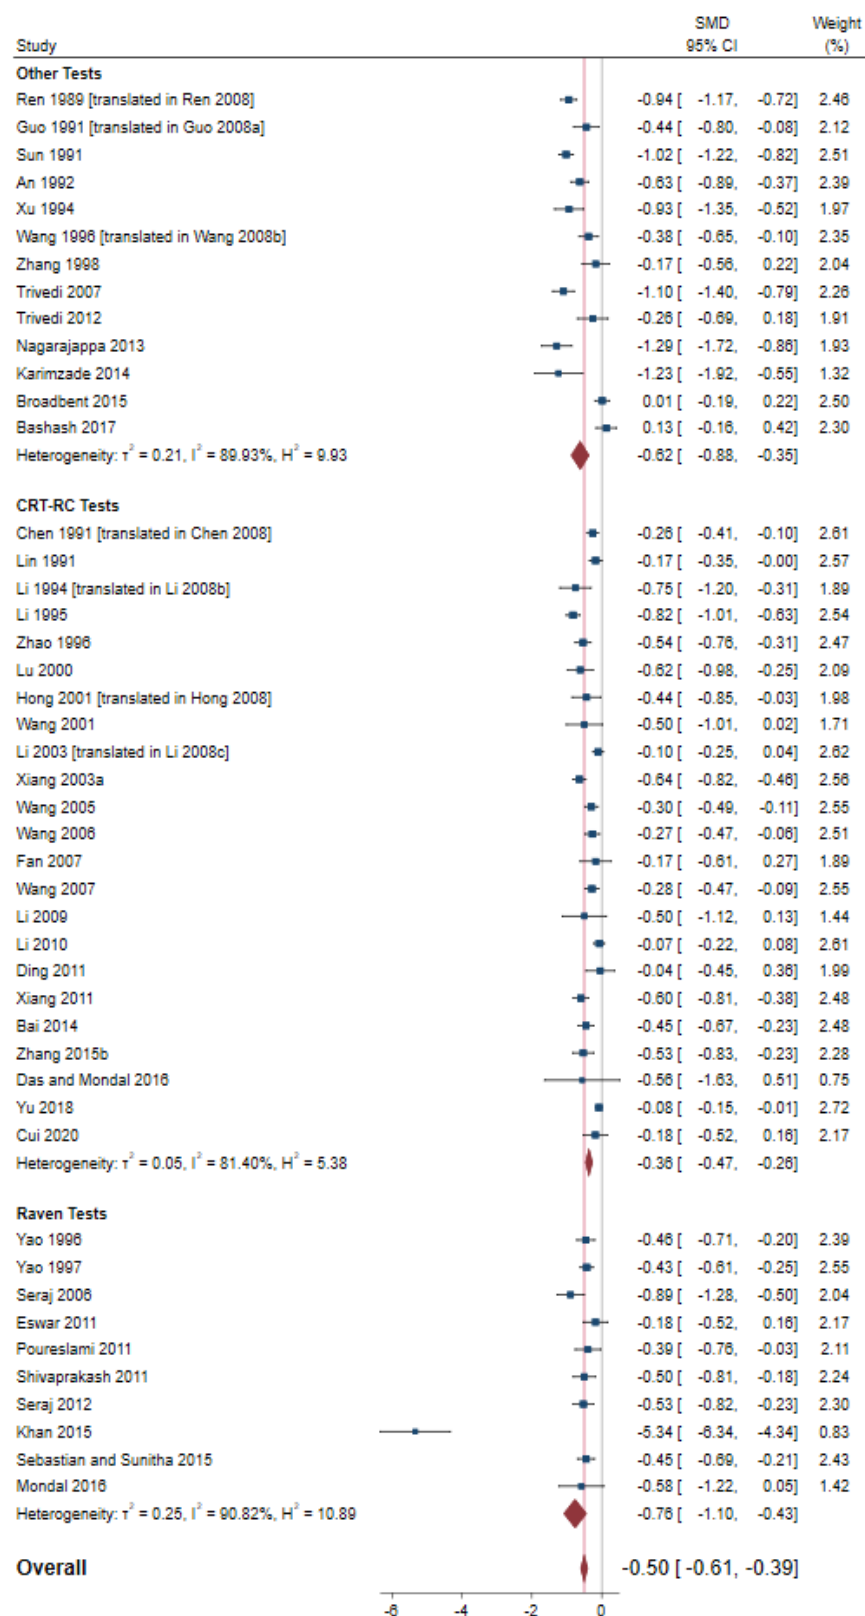 SMD Weight
Study 95% CI (%)
Other Tests
Ren 1989 [translated in Ren 2008] -0.94 [ -1.17, -0.72] 2.46
Guo 1991 [translated in Guo 2008a] -0.44 [ -0.80, -0.08] 2.12
Sun 1991 -1.02 [ -1.22, -0.82] 2.51
An 1992 -0.63 [ -0.89, -0.37] 2.39
Xu 1994 -0.93 [ -1.35, -0.52] 1.97
Wang 1996 [translated in Wang 2008b] -0.38 [ -0.65, -0.10] 2.35
Zhang 1998 -0.17 [ -0.56, 0.22] 2.04
Trivedi 2007 -1.10 [ -1.40, -0.79] 2.26
Trivedi 2012 -0.26 [ -0.69, 0.18] 1.91
Nagarajappa 2013 -1.29 [ -1.72, -0.86] 1.93
Karimzade 2014 -1.23 [ -1.92, -0.55] 1.32
Broadbent 2015 0.01 [ -0.19, 0.22] 2.50
Bashash 2017 0.13 [ -0.16, 0.42] 2.30
Heterogeneity: τ² = 0.21, I² = 89.93%, H² = 9.93 -0.62 [ -0.88, -0.35]
CRT-RC Tests
Chen 1991 [translated in Chen 2008] -0.26 [ -0.41, -0.10] 2.61
Lin 1991 -0.17 [ -0.35, -0.00] 2.57
Li 1994 [translated in Li 2008b] -0.75 [ -1.20, -0.31] 1.89
Li 1995 -0.82 [ -1.01, -0.63] 2.54
Zhao 1996 -0.54 [ -0.76, -0.31] 2.47
Lu 2000 -0.62 [ -0.98, -0.25] 2.09
Hong 2001 [translated in Hong 2008] -0.44 [ -0.85, -0.03] 1.98
Wang 2001 -0.50 [ -1.01, 0.02] 1.71
Li 2003 [translated in Li 2008c] -0.10 [ -0.25, 0.04] 2.62
Xiang 2003a -0.64 [ -0.82, -0.46] 2.56
Wang 2005 -0.30 [ -0.49, -0.11] 2.55
Wang 2006 -0.27 [ -0.47, -0.06] 2.51
Fan 2007 -0.17 [ -0.61, 0.27] 1.89
Wang 2007 -0.28 [ -0.47, -0.09] 2.55
Li 2009 -0.50 [ -1.12, 0.13] 1.44
Li 2010 -0.07 [ -0.22, 0.08] 2.61
Ding 2011 -0.04 [ -0.45, 0.36] 1.99
Xiang 2011 -0.60 [ -0.81, -0.38] 2.48
Bai 2014 -0.45 [ -0.67, -0.23] 2.48
Zhang 2015b -0.53 [ -0.83, -0.23] 2.28
Das and Mondal 2016 -0.56 [ -1.63, 0.51] 0.75
Yu 2018 -0.08 [ -0.15, -0.01] 2.72
Cui 2020 -0.18 [ -0.52, 0.16] 2.17
Heterogeneity: τ² = 0.05, I² = 81.40%, H² = 5.38 -0.36 [ -0.47, -0.26]
Raven Tests
Yao 1996 -0.46 [ -0.71, -0.20] 2.39
Yao 1997 -0.43 [ -0.61, -0.25] 2.55
Seraj 2006 -0.89 [ -1.28, -0.50] 2.04
Eswar 2011 -0.18 [ -0.52, 0.16] 2.17
Poureslami 2011 -0.39 [ -0.76, -0.03] 2.11
Shivaprakash 2011 -0.50 [ -0.81, -0.18] 2.24
Seraj 2012 -0.53 [ -0.82, -0.23] 2.30
Khan 2015 -5.34 [ -6.34, -4.34] 0.83
Sebastian and Sunitha 2015 -0.45 [ -0.69, -0.21] 2.43
Mondal 2016 -0.58 [ -1.22, 0.05] 1.42
Heterogeneity: τ² = 0.25, I² = 90.82%, H² = 10.89 -0.76 [ -1.10, -0.43]
Overall -0.50 [ -0.61, -0.39]
-6 -4 -2 0